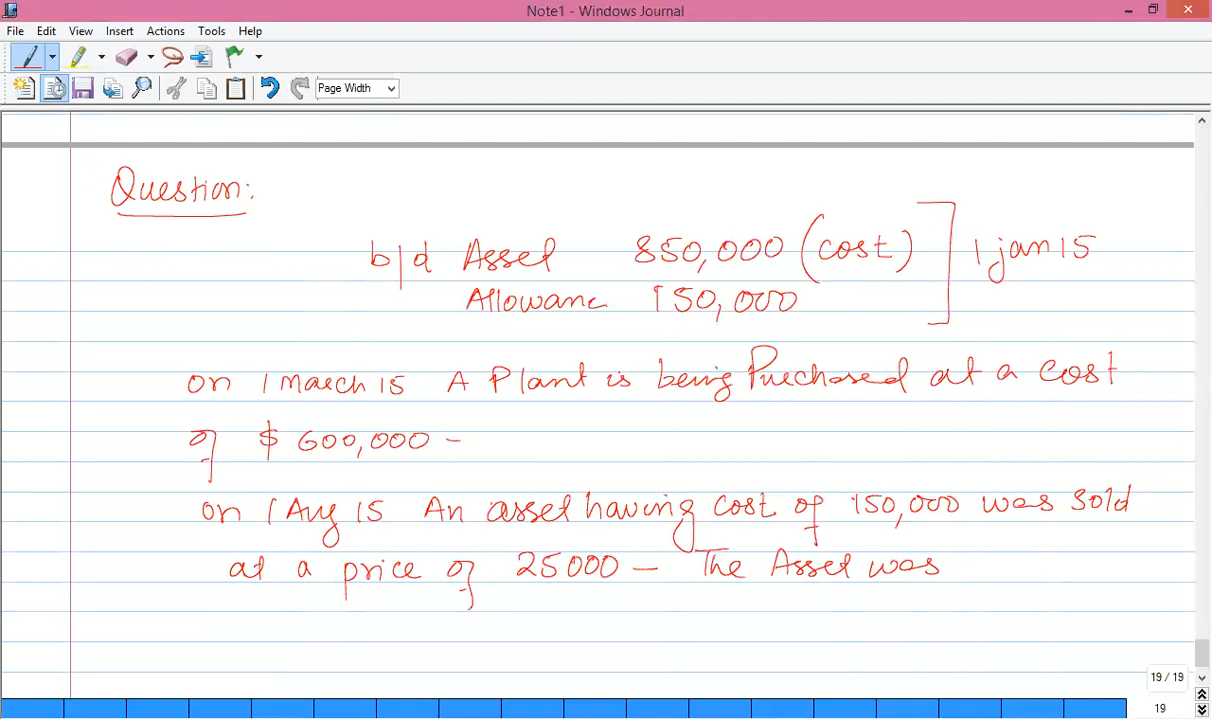 Note1 - Windows Journal
File Edit View Insert Actions Tools Help
Page Width
Question:
b/d Asset 850,000 (cost) 1 jan 15
Allowanc 150,000
on 1 March 15 A Plant is being Purchased at a cost
of $ 600,000 -
on 1 Aug 15 An asset having cost of 150,000 was sold
at a price of 25000 - The Asset was
19 / 19
19